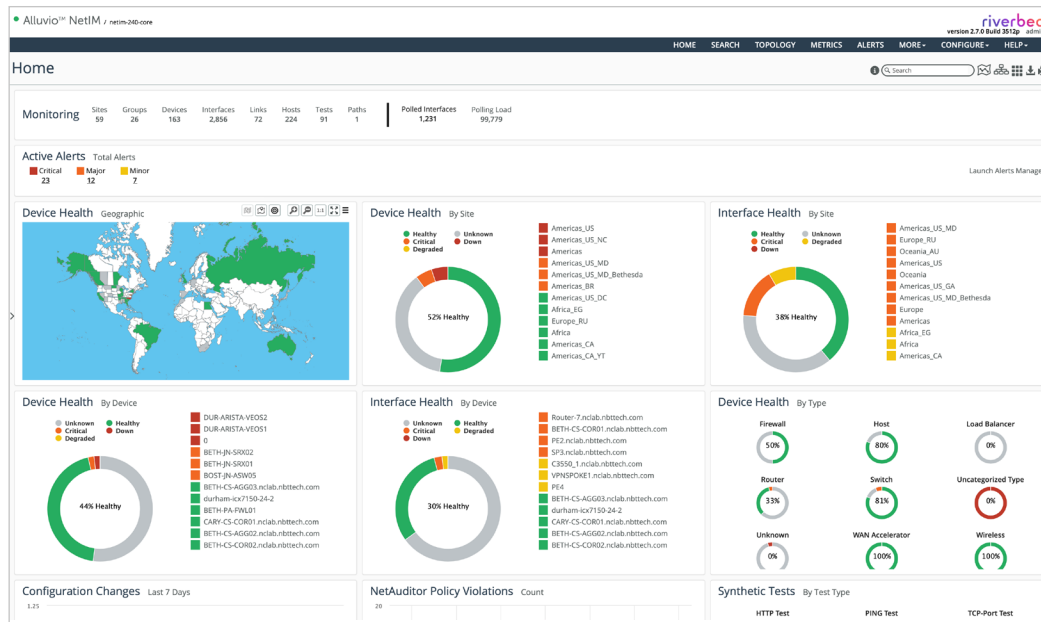 Alluvio™ NetIM / netim-240-core
riverbed
version 2.7.0 Build 3512p admi
HOME SEARCH TOPOLOGY METRICS ALERTS MORE CONFIGURE HELP
Home
Search
Monitoring
Sites Groups Devices Interfaces Links Hosts Tests Paths Polled Interfaces Polling Load
59 26 163 2,856 72 224 91 1 1,231 99,779
Active Alerts Total Alerts
Critical Major Minor
23 12 7
Launch Alerts Manage
Device Health Geographic
1:1
Device Health By Site
Healthy Unknown
Critical Down
Degraded
52% Healthy
Americas_US
Americas_US_NC
Americas
Americas_US_MD
Americas_US_MD_Bethesda
Americas_BR
Americas_US_DC
Africa_EG
Europe_RU
Africa
Americas_CA
Americas_CA_YT
Interface Health By Site
Healthy Unknown
Critical Degraded
Down
38% Healthy
Americas_US_MD
Europe_RU
Oceania_AU
Americas_US
Oceania
Americas_US_GA
Americas_US_MD_Bethesda
Europe
Americas
Africa_EG
Africa
Americas_CA
Device Health By Device
Unknown Healthy
Critical Down
Degraded
44% Healthy
DUR-ARISTA-VEOS2
DUR-ARISTA-VEOS1
0
BETH-JN-SRX02
BETH-JN-SRX01
BOST-JN-ASW05
BETH-CS-AGG03.nclab.nbttech.com
durham-icx7150-24-2
BETH-PA-FWL01
CARY-CS-COR01.nclab.nbttech.com
BETH-CS-AGG02.nclab.nbttech.com
BETH-CS-COR02.nclab.nbttech.com
Interface Health By Device
Unknown Healthy
Critical Degraded
Down
30% Healthy
Router-7.nclab.nbttech.com
BETH-CS-COR01.nclab.nbttech.com
PE2.nclab.nbttech.com
SP3.nclab.nbttech.com
C3550_1.nclab.nbttech.com
VPNSPOKE1.nclab.nbttech.com
PE4
BETH-CS-AGG03.nclab.nbttech.com
durham-icx7150-24-2
CARY-CS-COR01.nclab.nbttech.com
BETH-CS-AGG02.nclab.nbttech.com
BETH-CS-COR02.nclab.nbttech.com
Device Health By Type
Firewall Host Load Balancer
50% 80% 0%
Router Switch Uncategorized Type
33% 81% 0%
Unknown WAN Accelerator Wireless
0% 100% 100%
Configuration Changes Last 7 Days
1.25
NetAuditor Policy Violations Count
20
Synthetic Tests By Test Type
HTTP Test PING Test TCP-Port Test